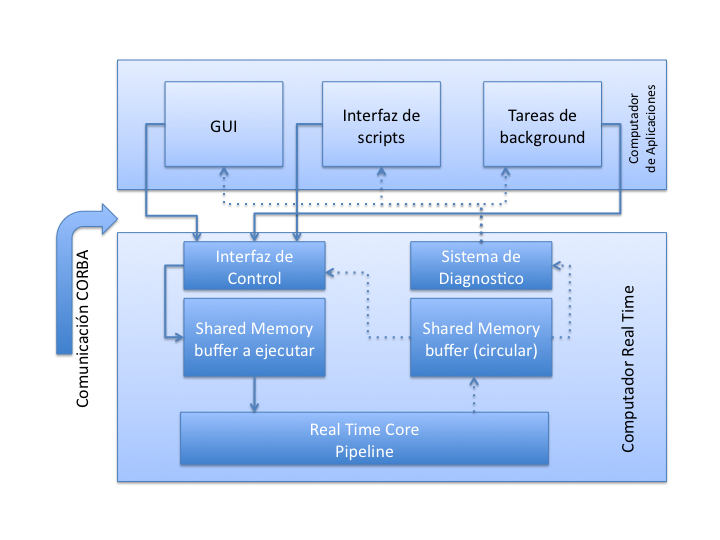 GUI
Interfaz de
scripts
Tareas de
background
Computador
de Aplicaciones
Comunicación CORBA
Interfaz de
Control
Sistema de
Diagnostico
Shared Memory
buffer a ejecutar
Shared Memory
buffer (circular)
Computador Real Time
Real Time Core
Pipeline